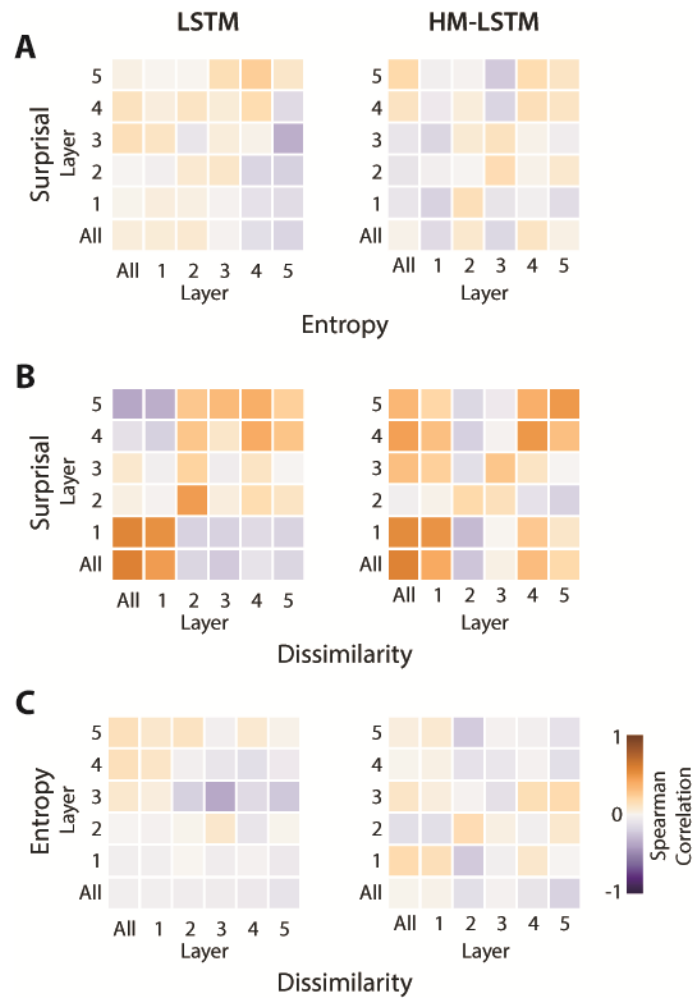 LSTM HM-LSTM
A
Surprisal
Layer
5
4
3
2
1
All
All 1 2 3 4 5
Layer
5
4
3
2
1
All
All 1 2 3 4 5
Layer
Entropy
B
Surprisal
Layer
5
4
3
2
1
All
All 1 2 3 4 5
Layer
5
4
3
2
1
All
All 1 2 3 4 5
Layer
Dissimilarity
C
Entropy
Layer
5
4
3
2
1
All
All 1 2 3 4 5
Layer
5
4
3
2
1
All
All 1 2 3 4 5
Layer
1
0
-1
Spearman
Correlation
Dissimilarity